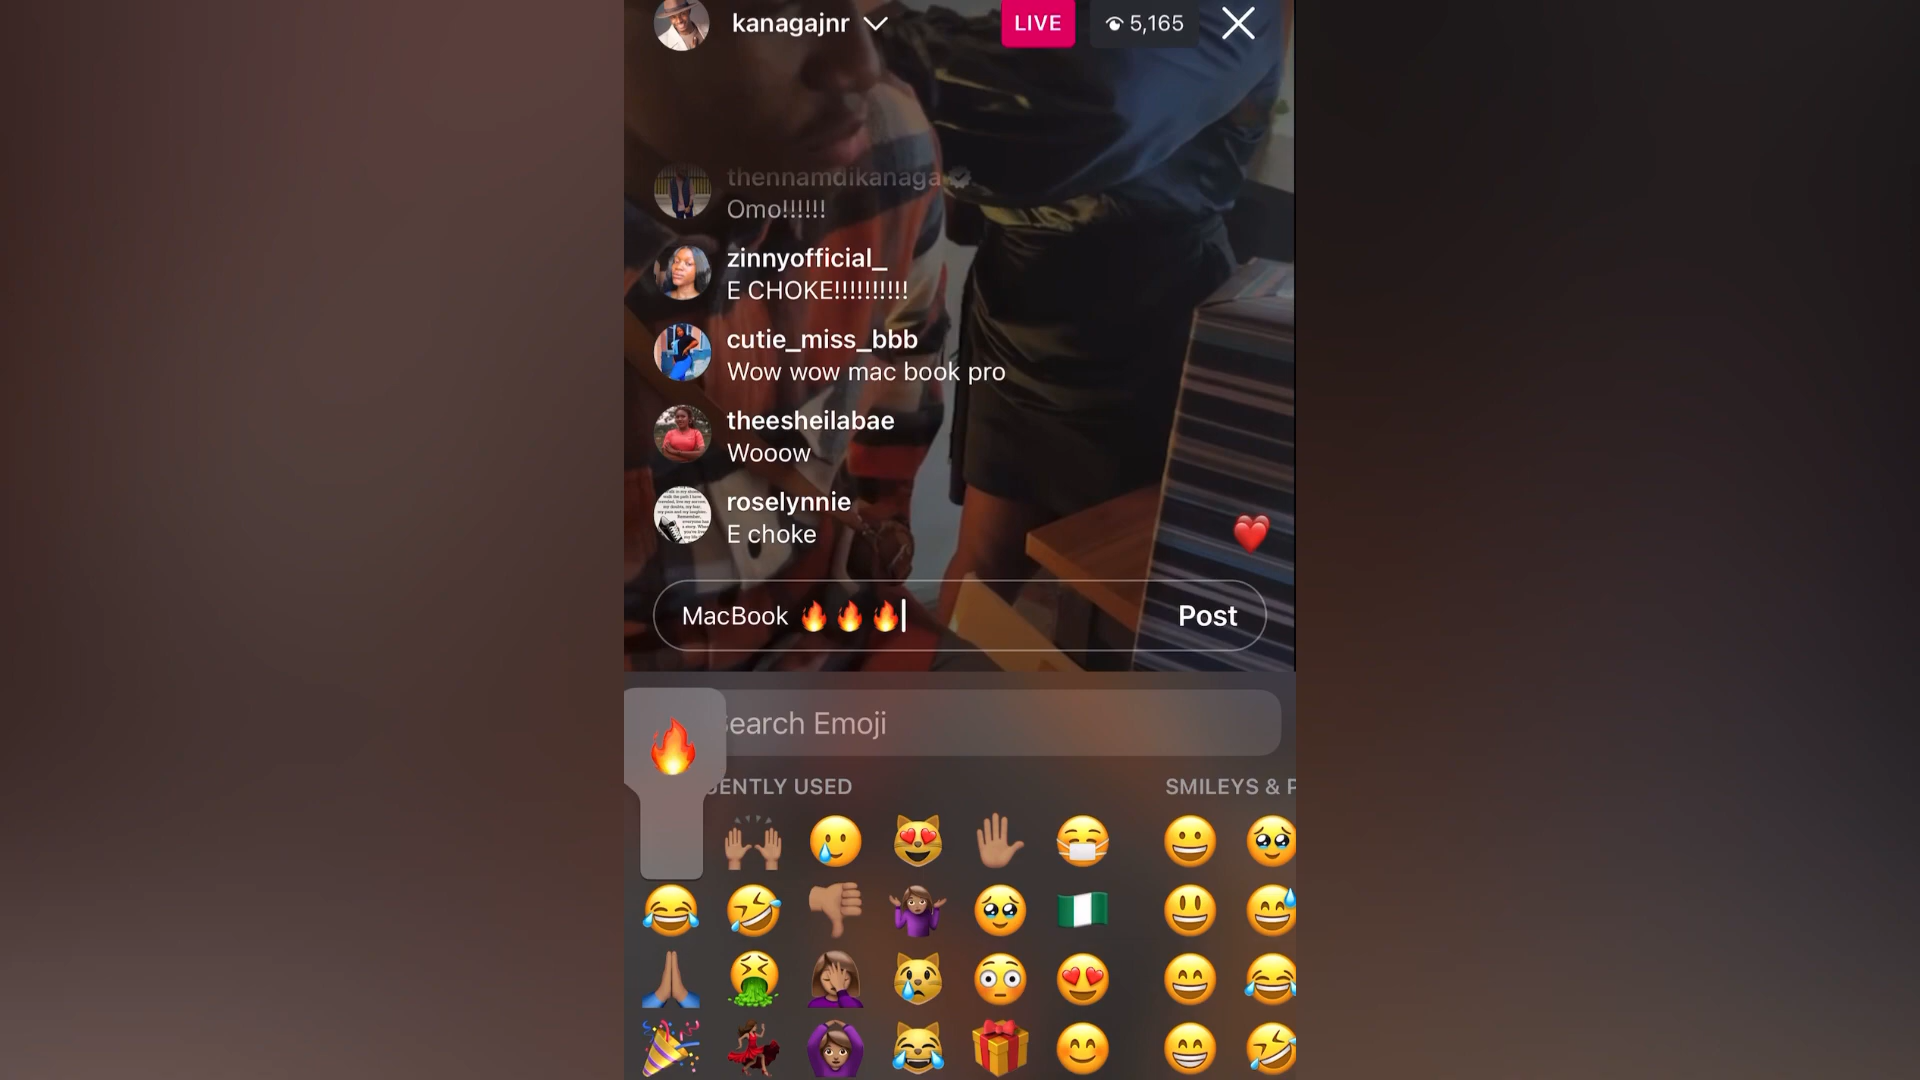 kanagajnr
LIVE
5,165
thennamdikanaga
Omo!!!!!!
zinnyofficial_
E CHOKE!!!!!!!!!!
cutie_miss_bbb
Wow wow mac book pro
theesheilabae
Wooow
roselynnie
E choke
MacBook 🔥 🔥 🔥
Post
earch Emoji
ENTLY USED
SMILEYS & P